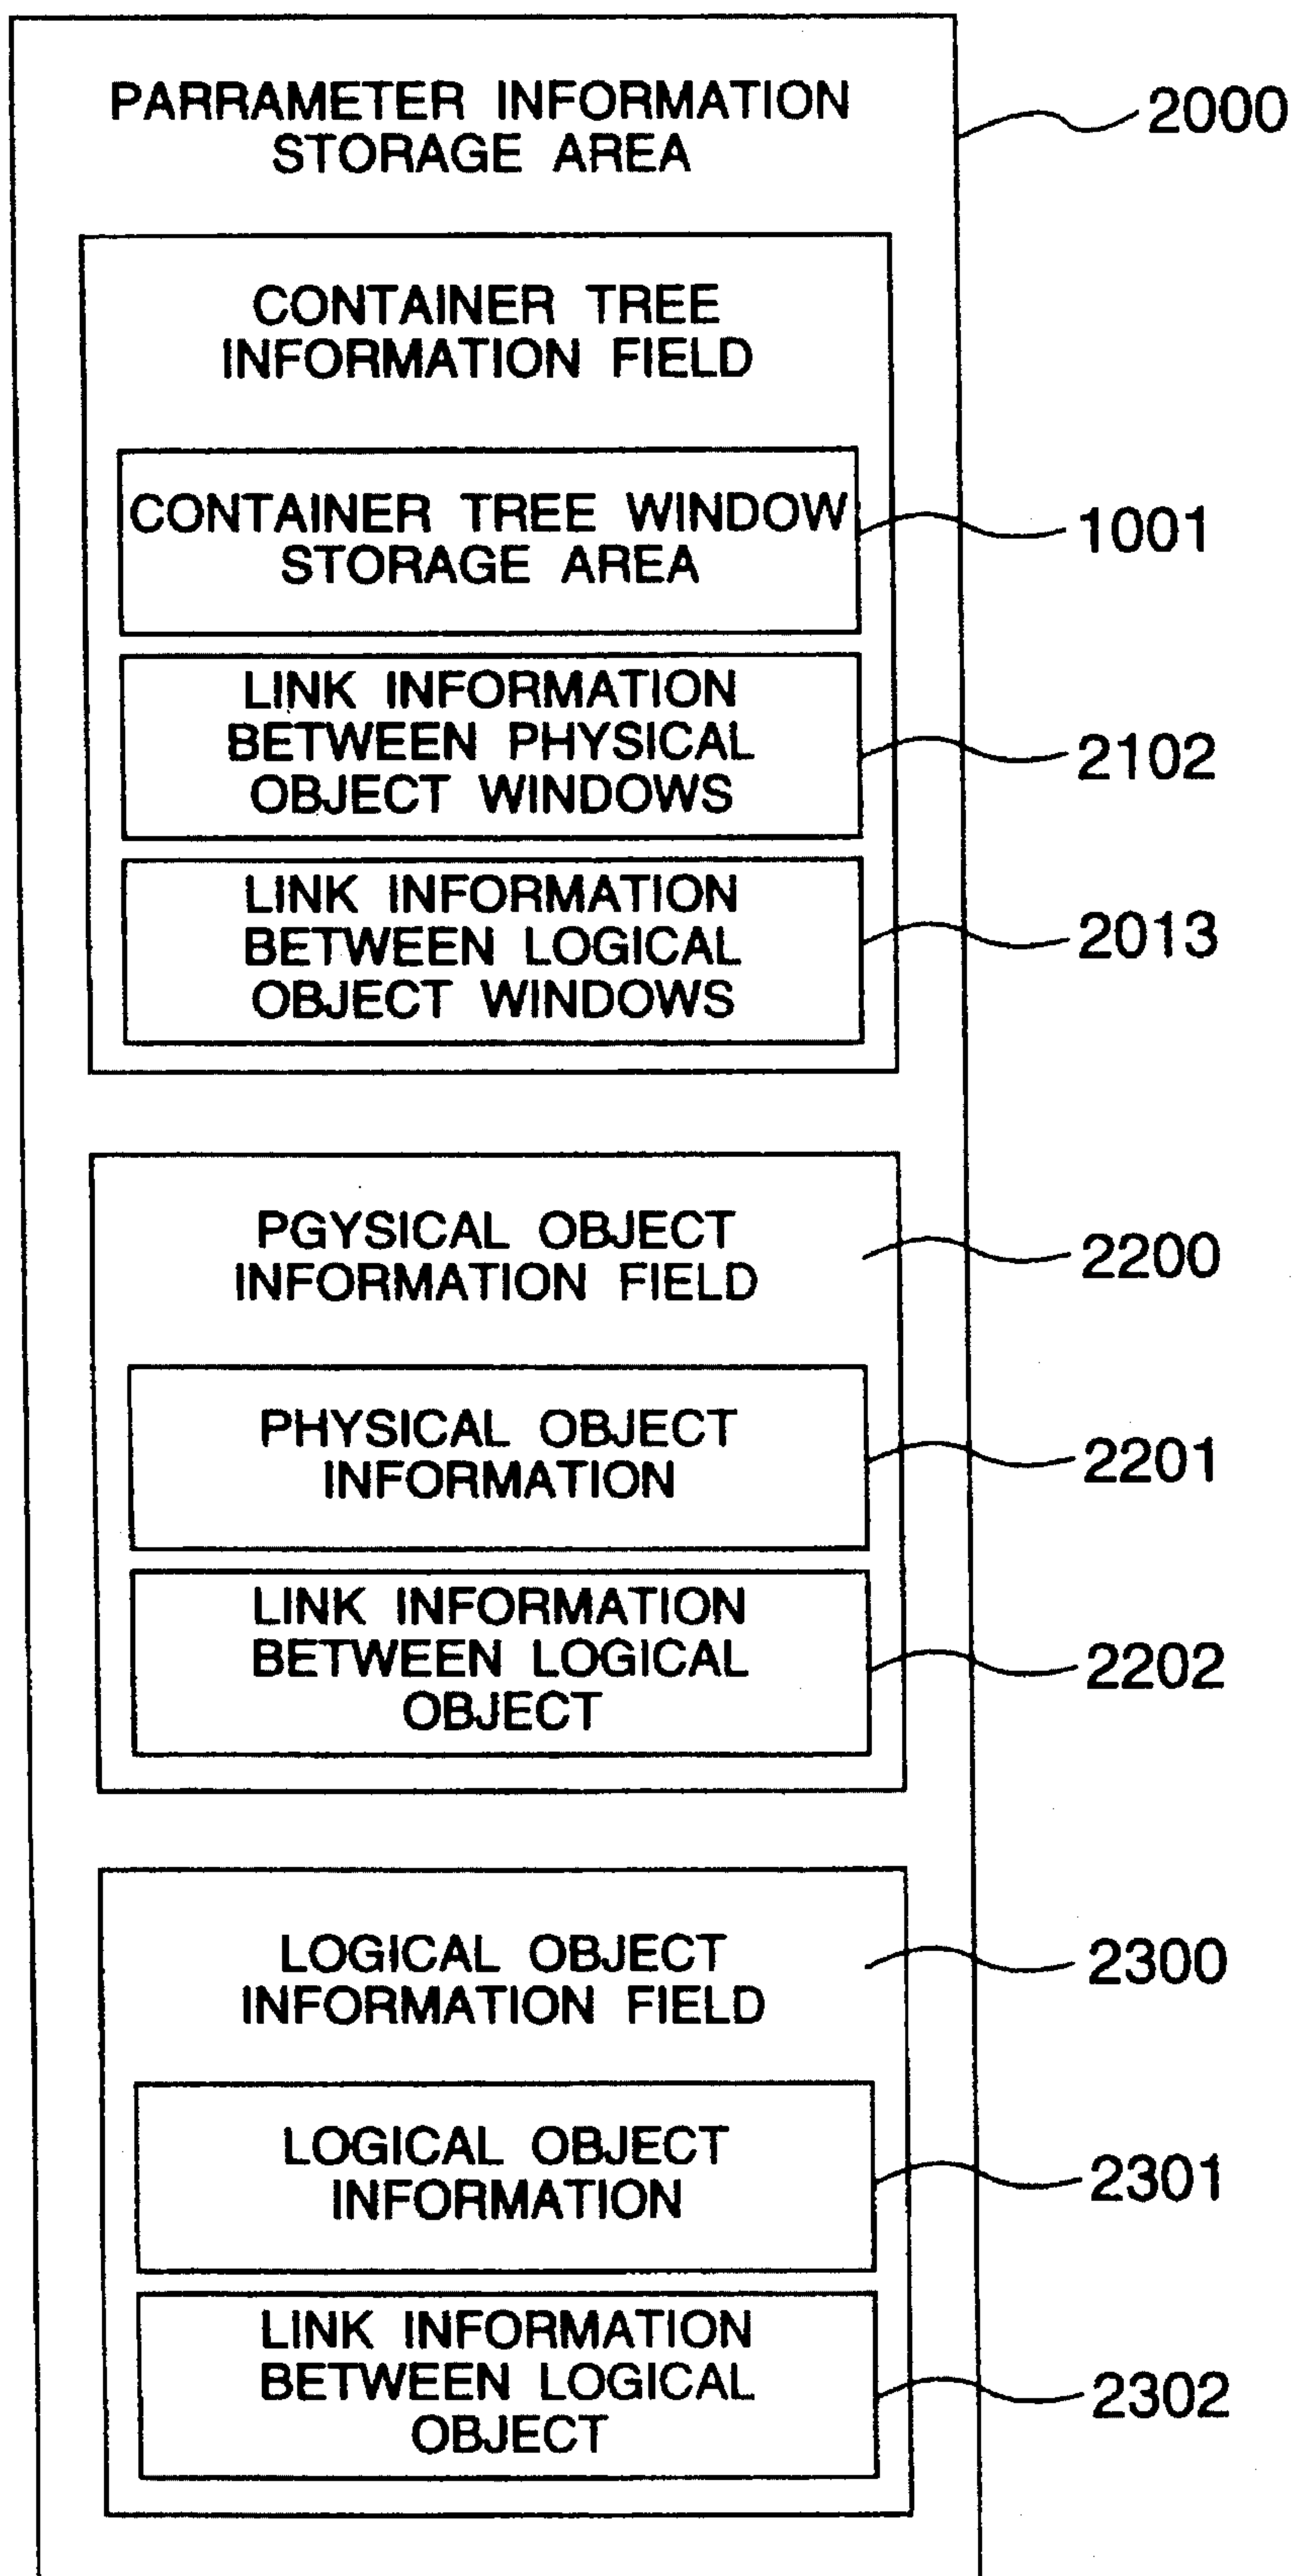 PARRAMETER INFORMATION
STORAGE AREA
2000
CONTAINER TREE
INFORMATION FIELD
CONTAINER TREE WINDOW
STORAGE AREA
1001
LINK INFORMATION
BETWEEN PHYSICAL
OBJECT WINDOWS
2102
LINK INFORMATION
BETWEEN LOGICAL
OBJECT WINDOWS
2013
PGYSICAL OBJECT
INFORMATION FIELD
2200
PHYSICAL OBJECT
INFORMATION
2201
LINK INFORMATION
BETWEEN LOGICAL
OBJECT
2202
LOGICAL OBJECT
INFORMATION FIELD
2300
LOGICAL OBJECT
INFORMATION
2301
LINK INFORMATION
BETWEEN LOGICAL
OBJECT
2302